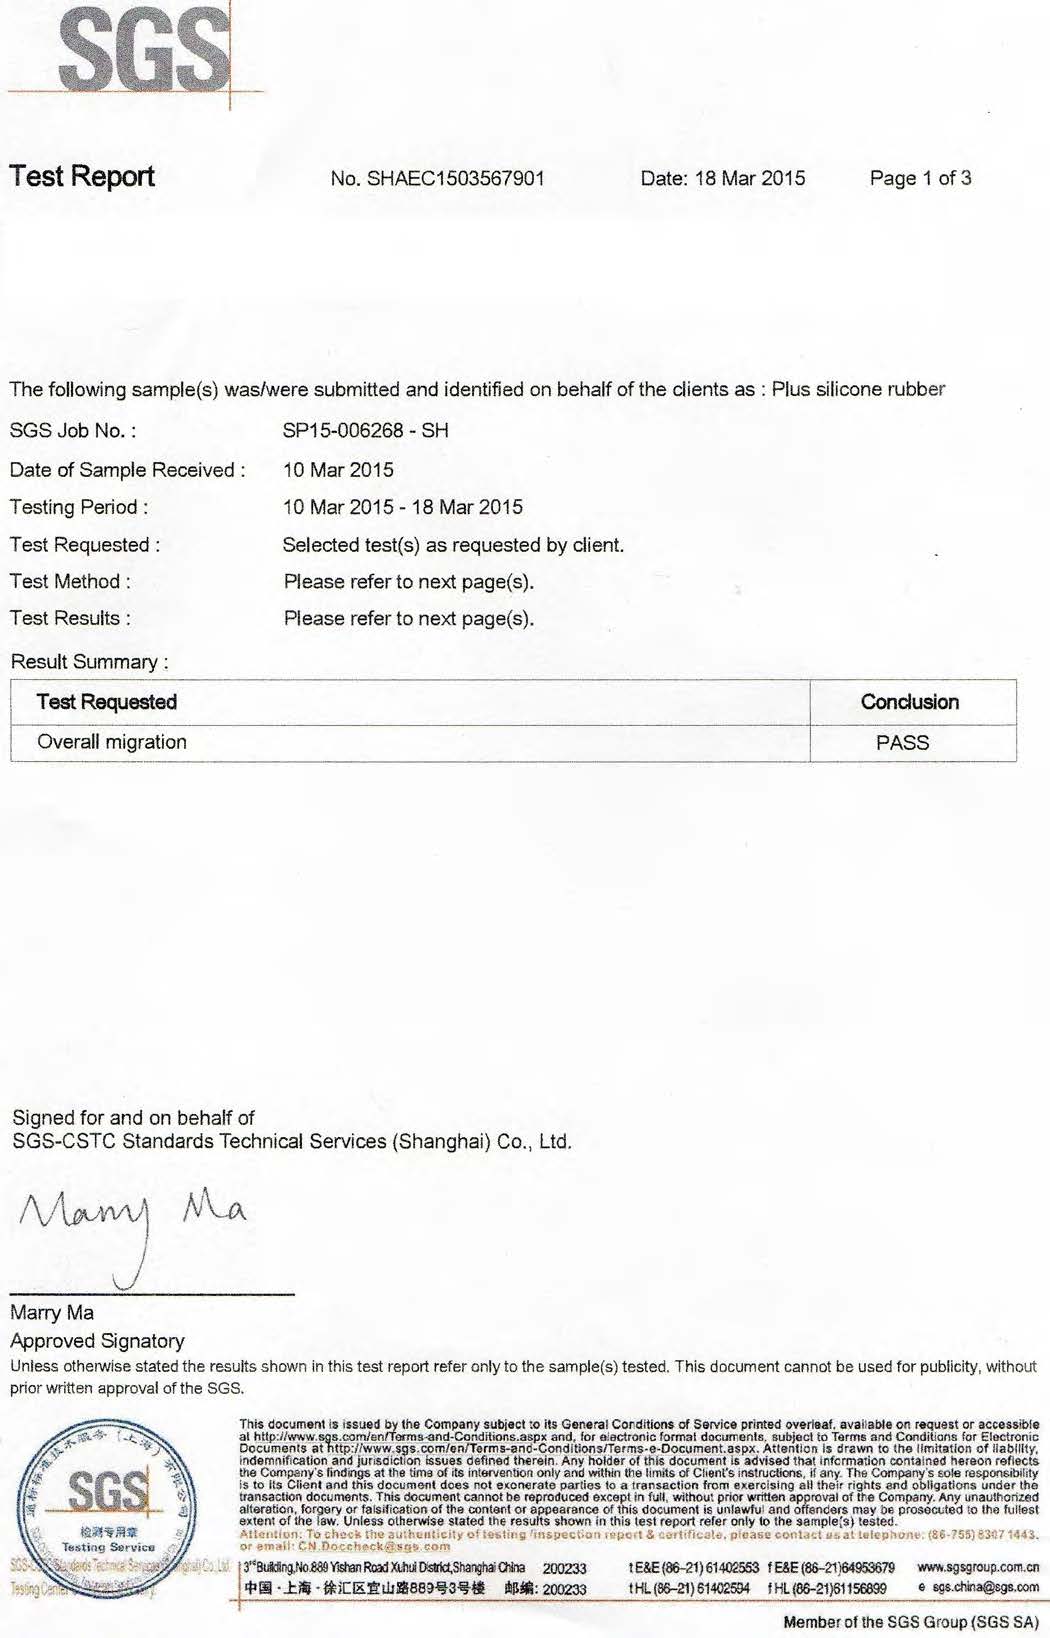 SGS
Test Report No. SHAEC1503567901 Date: 18 Mar 2015 Page 1 of 3
The following sample(s) was/were submitted and identified on behalf of the clients as : Plus silicone rubber
SGS Job No. : SP15-006268 - SH
Date of Sample Received : 10 Mar 2015
Testing Period : 10 Mar 2015 - 18 Mar 2015
Test Requested : Selected test(s) as requested by client.
Test Method : Please refer to next page(s).
Test Results : Please refer to next page(s).
Result Summary :
Test Requested Conclusion
Overall migration PASS
Signed for and on behalf of
SGS-CSTC Standards Technical Services (Shanghai) Co., Ltd.
Marry Ma
Marry Ma
Approved Signatory
Unless otherwise stated the results shown in this test report refer only to the sample(s) tested. This document cannot be used for publicity, without
prior written approval of the SGS.
This document is issued by the Company subject to its General Conditions of Service printed overleaf, available on request or accessible
at http://www.sgs.com/en/Terms-and-Conditions.aspx and, for electronic format documents, subject to Terms and Conditions for Electronic
Documents at http://www.sgs.com/en/Terms-and-Conditions/Terms-e-Document.aspx. Attention is drawn to the limitation of liability,
indemnification and jurisdiction issues defined therein. Any holder of this document is advised that information contained hereon reflects
the Company's findings at the time of its intervention only and within the limits of Client's instructions, if any. The Company's sole responsibility
is to its Client and this document does not exonerate parties to a transaction from exercising all their rights and obligations under the
transaction documents. This document cannot be reproduced except in full, without prior written approval of the Company. Any unauthorized
alteration, forgery or falsification of the content or appearance of this document is unlawful and offenders may be prosecuted to the fullest
extent of the law. Unless otherwise stated the results shown in this test report refer only to the sample(s) tested.
Attention: To check the authenticity of testing /inspection report & certificate, please contact us at telephone: (86-755) 8307 1443,
or email: CN.Doccheck@sgs.com
SGS
检测专用章
Testing Service
3rd Building,No.889 Yishan Road Xuhui District,Shanghai China 200233 t E&E (86–21) 61402553 f E&E (86–21)64953679 www.sgsgroup.com.cn
中国 · 上海 · 徐汇区宜山路889号3号楼 邮编: 200233 t HL (86–21) 61402594 f HL (86–21)61156899 e sgs.china@sgs.com
Member of the SGS Group (SGS SA)